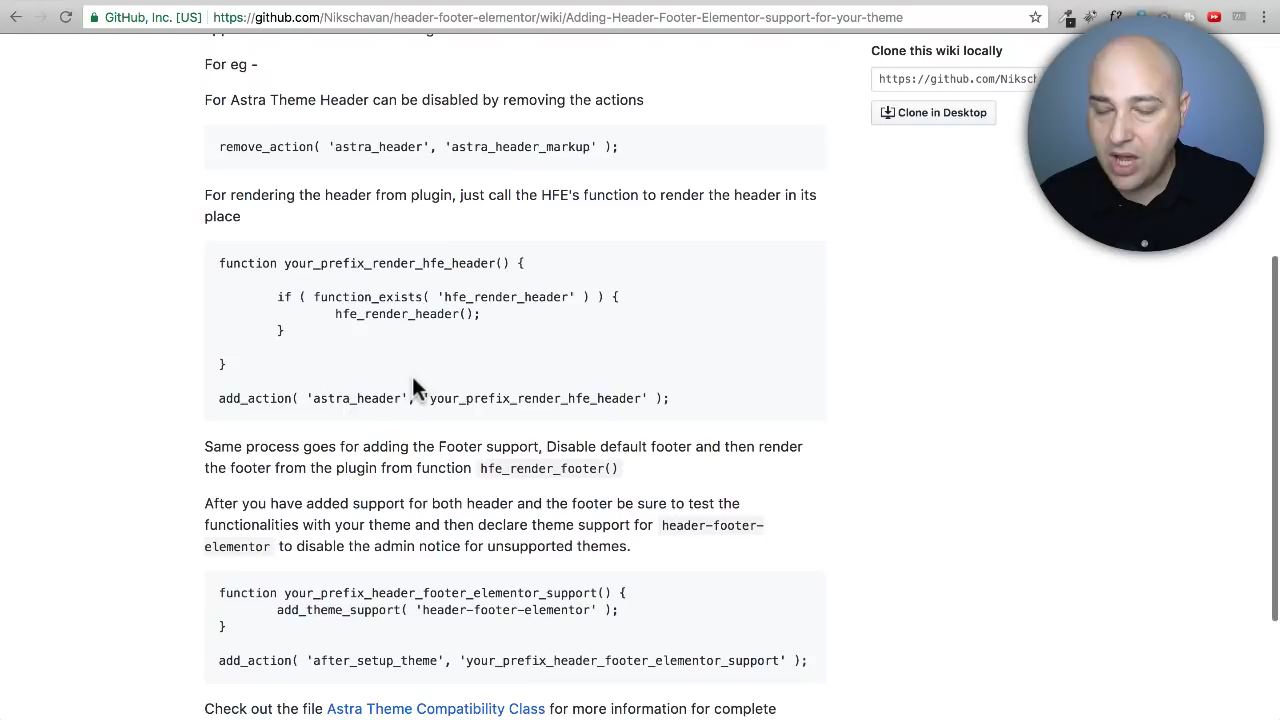 GitHub, Inc. [US] https://github.com/Nikschavan/header-footer-elementor/wiki/Adding-Header-Footer-Elementor-support-for-your-theme
Clone this wiki locally
For eg -
https://github.com/Niksch
For Astra Theme Header can be disabled by removing the actions
Clone in Desktop
remove_action( 'astra_header', 'astra_header_markup' );
For rendering the header from plugin, just call the HFE's function to render the header in its
place
function your_prefix_render_hfe_header() {
if ( function_exists( 'hfe_render_header' ) ) {
hfe_render_header();
}
}
add_action( 'astra_header', 'your_prefix_render_hfe_header' );
Same process goes for adding the Footer support, Disable default footer and then render
the footer from the plugin from function hfe_render_footer()
After you have added support for both header and the footer be sure to test the
functionalities with your theme and then declare theme support for header-footer-
elementor to disable the admin notice for unsupported themes.
function your_prefix_header_footer_elementor_support() {
add_theme_support( 'header-footer-elementor' );
}
add_action( 'after_setup_theme', 'your_prefix_header_footer_elementor_support' );
Check out the file Astra Theme Compatibility Class for more information for complete